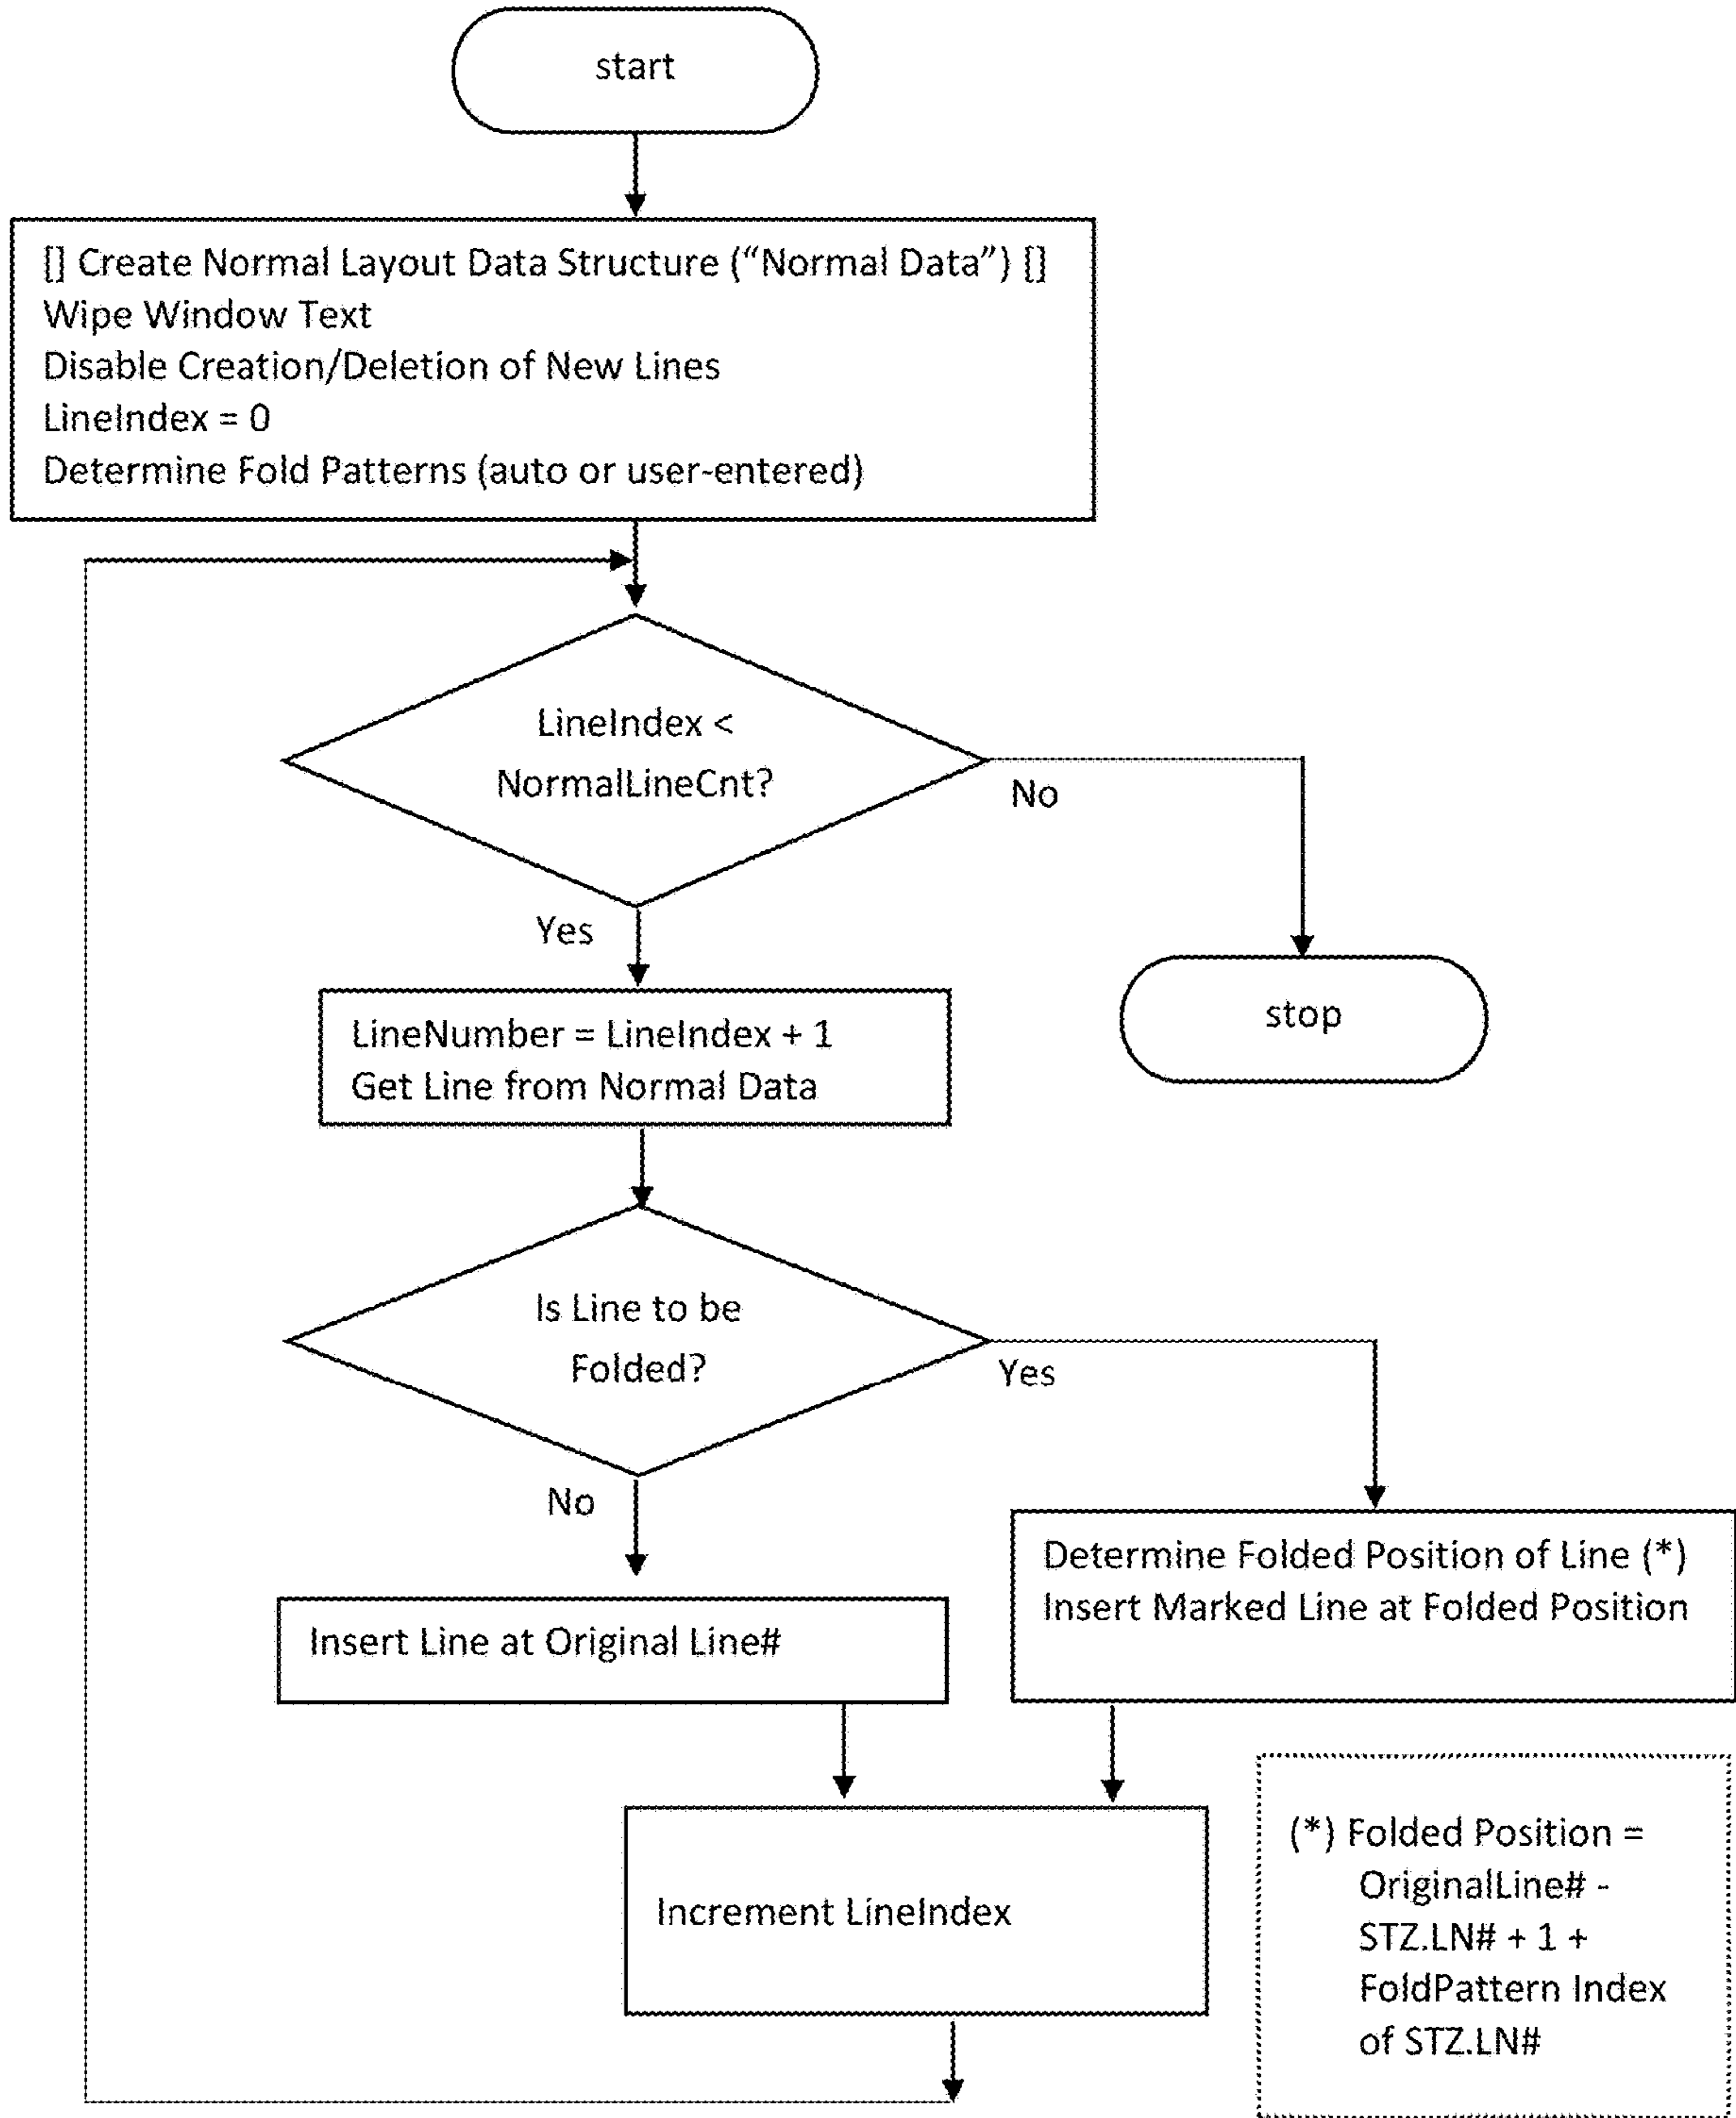 start
[] Create Normal Layout Data Structure (“Normal Data”) []
Wipe Window Text
Disable Creation/Deletion of New Lines
LineIndex = 0
Determine Fold Patterns (auto or user-entered)
LineIndex <
NormalLineCnt?
No
Yes
LineNumber = LineIndex + 1
Get Line from Normal Data
stop
Is Line to be
Folded?
Yes
No
Determine Folded Position of Line (*)
Insert Marked Line at Folded Position
Insert Line at Original Line#
Increment LineIndex
(*) Folded Position =
OriginalLine# -
STZ.LN# + 1 +
FoldPattern Index
of STZ.LN#